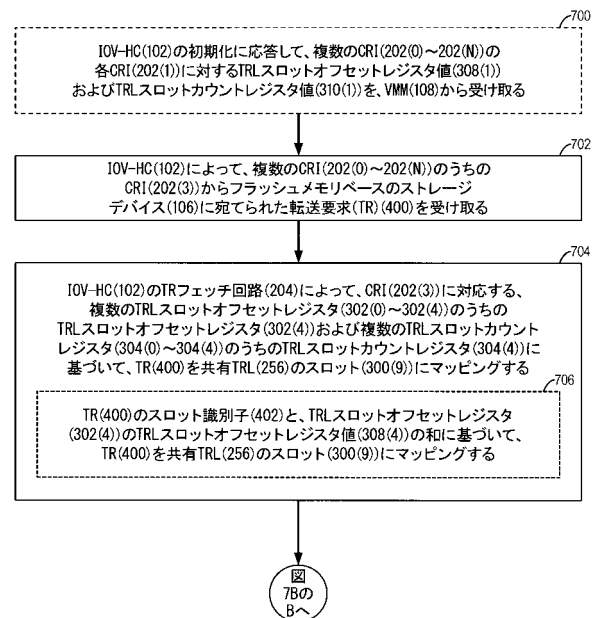 700
IOV-HC(102)の初期化に応答して、複数のCRI(202(0)～202(N))の
各CRI(202(1))に対するTRLスロットオフセットレジスタ値(308(1))
およびTRLスロットカウントレジスタ値(310(1))を、VMM(108)から受け取る
702
IOV-HC(102)によって、複数のCRI(202(0)～202(N))のうちの
CRI(202(3))からフラッシュメモリベースのストレージ
デバイス(106)に宛てられた転送要求(TR)(400)を受け取る
704
IOV-HC(102)のTRフェッチ回路(204)によって、CRI(202(3))に対応する、
複数のTRLスロットオフセットレジスタ(302(0)～302(4))のうちの
TRLスロットオフセットレジスタ(302(4))および複数のTRLスロットカウント
レジスタ(304(0)～304(4))のうちのTRLスロットカウントレジスタ(304(4))に
基づいて、TR(400)を共有TRL(256)のスロット(300(9))にマッピングする
706
TR(400)のスロット識別子(402)と、TRLスロットオフセットレジスタ
(302(4))のTRLスロットオフセットレジスタ値(308(4))の和に基づいて、
TR(400)を共有TRL(256)のスロット(300(9))にマッピングする
図
7Bの
Bへ